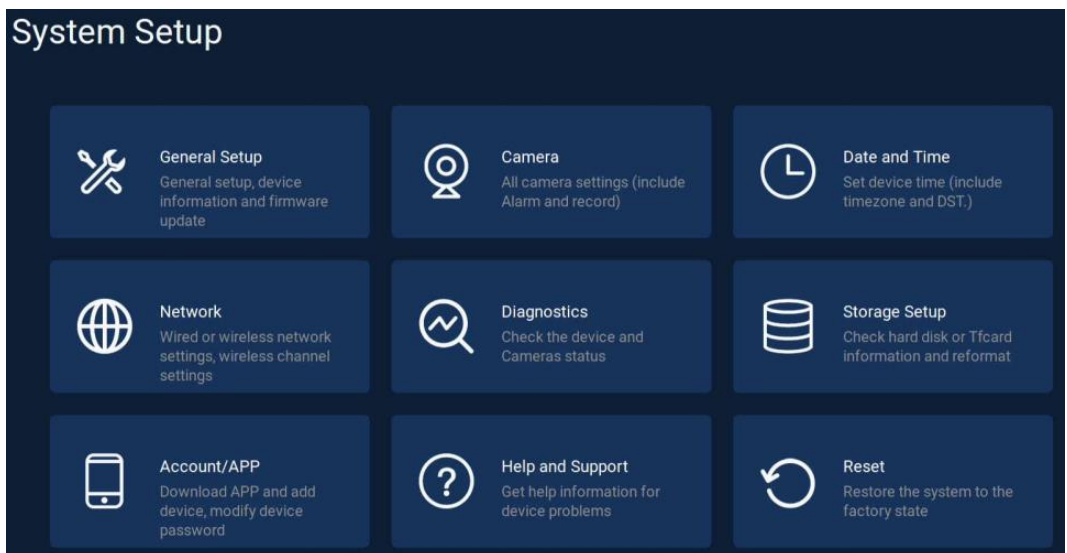 System Setup
General Setup
General setup, device
information and firmware
update
Camera
All camera settings (include
Alarm and record)
Date and Time
Set device time (include
timezone and DST.)
Network
Wired or wireless network
settings, wireless channel
settings
Diagnostics
Check the device and
Cameras status
Storage Setup
Check hard disk or Tfcard
information and reformat
Account/APP
Download APP and add
device, modify device
password
Help and Support
Get help information for
device problems
Reset
Restore the system to the
factory state